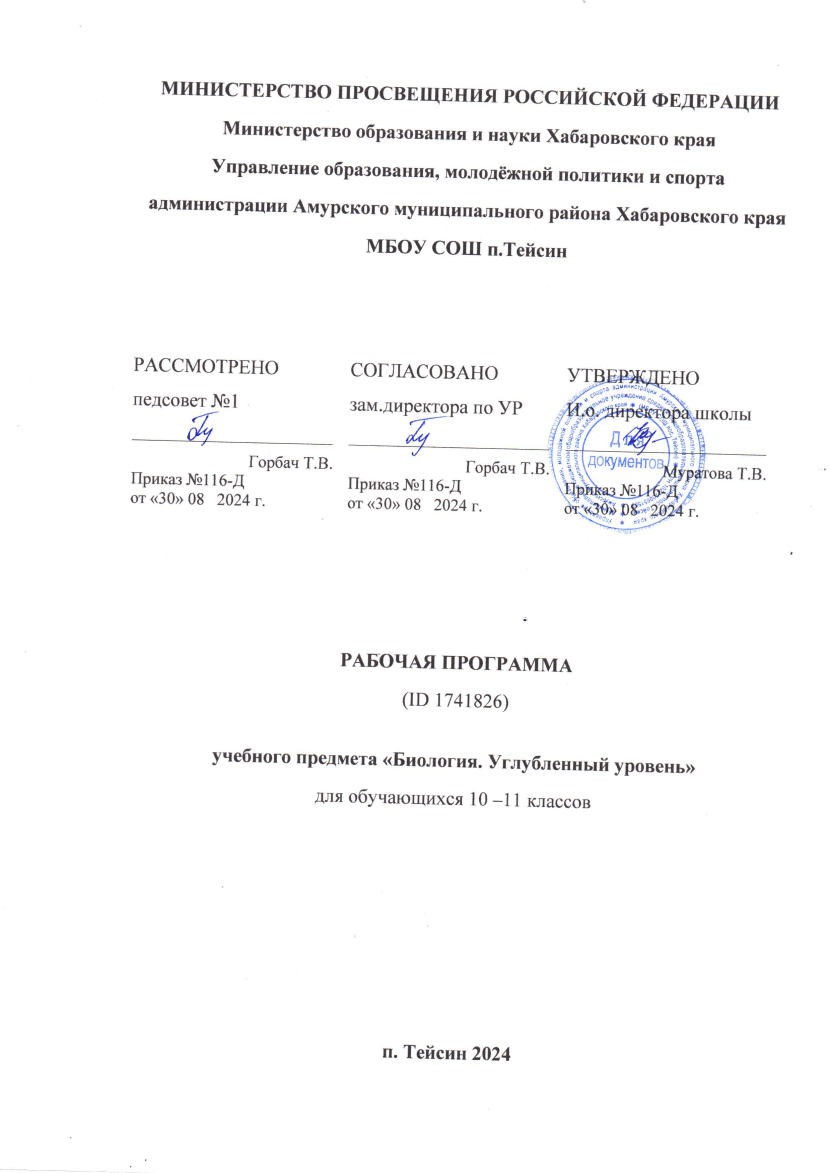 МИНИСТЕРСТВО ПРОСВЕЩЕНИЯ РОССИЙСКОЙ ФЕДЕРАЦИИ
Министерство образования и науки Хабаровского края
Управление образования, молодёжной политики и спорта
администрации Амурского муниципального района Хабаровского края
МБОУ СОШ п.Тейсин
РАССМОТРЕНО
педсовет №1
Горбач Т.В.
Приказ №116-Д
от «30» 08 2024 г.
СОГЛАСОВАНО
зам.директора по УР
Горбач Т.В.
Приказ №116-Д
от «30» 08 2024 г.
УТВЕРЖДЕНО
И.о. директора школы
Муратова Т.В.
Приказ №116-Д
от «30» 08 2024 г.
Для
документов
РАБОЧАЯ ПРОГРАММА
(ID 1741826)
учебного предмета «Биология. Углубленный уровень»
для обучающихся 10 –11 классов
п. Тейсин 2024